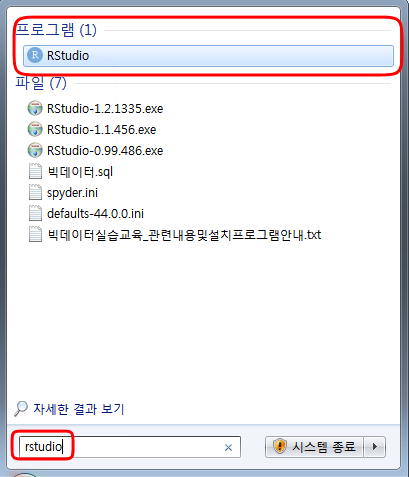 프로그램 (1)
RStudio
파일 (7)
RStudio-1.2.1335.exe
RStudio-1.1.456.exe
RStudio-0.99.486.exe
빅데이터.sql
spyder.ini
defaults-44.0.0.ini
빅데이터실습교육_관련내용및설치프로그램안내.txt
자세한 결과 보기
rstudio
시스템 종료